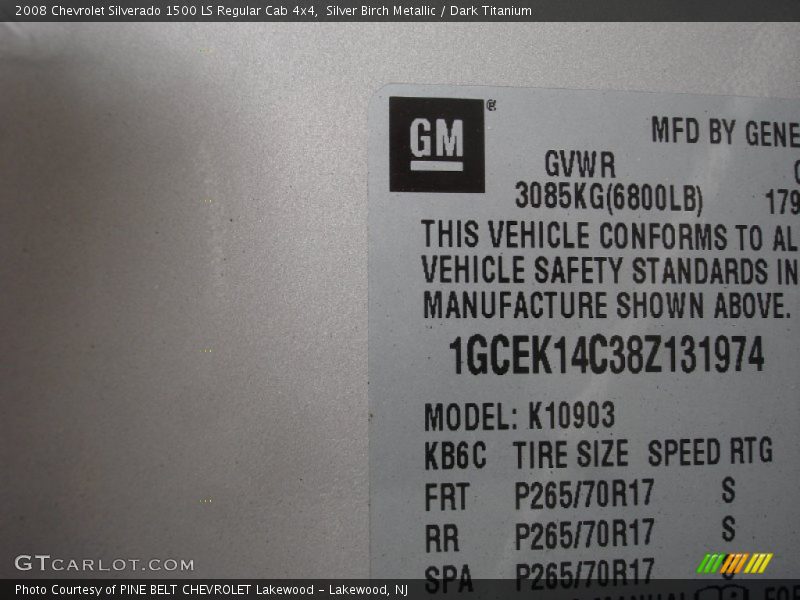 2008 Chevrolet Silverado 1500 LS Regular Cab 4x4,  Silver Birch Metallic / Dark Titanium
GM ®
MFD BY GENE
GVWR
3085KG(6800LB) 179
THIS VEHICLE CONFORMS TO AL
VEHICLE SAFETY STANDARDS IN
MANUFACTURE SHOWN ABOVE.
1GCEK14C38Z131974
MODEL: K10903
KB6C TIRE SIZE SPEED RTG
FRT P265/70R17 S
RR P265/70R17 S
SPA P265/70R17 S
GTCARLOT.COM
Photo Courtesy of PINE BELT CHEVROLET Lakewood - Lakewood, NJ